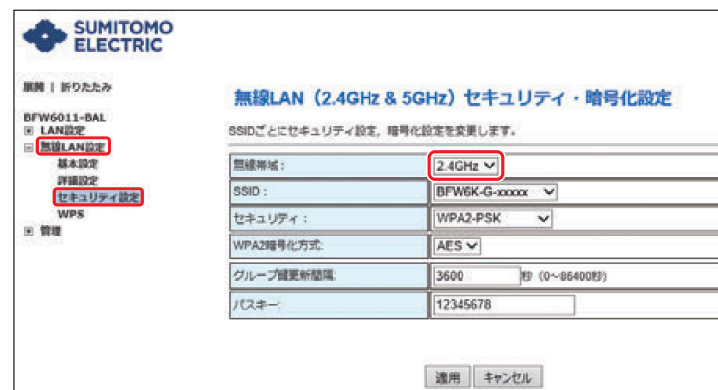 SUMITOMO
ELECTRIC
展開 | 折りたたみ
BFW6011-BAL
LAN設定
無線LAN設定
基本設定
詳細設定
セキュリティ設定
WPS
管理
無線LAN（2.4GHz & 5GHz）セキュリティ・暗号化設定
SSIDごとにセキュリティ設定，暗号化設定を変更します。
無線帯域： 2.4GHz
SSID： BFW6K-G-xxxxx
セキュリティ： WPA2-PSK
WPA2暗号化方式: AES
グループ鍵更新間隔: 3600 秒（0～86400秒）
パスキー: 12345678
適用 キャンセル